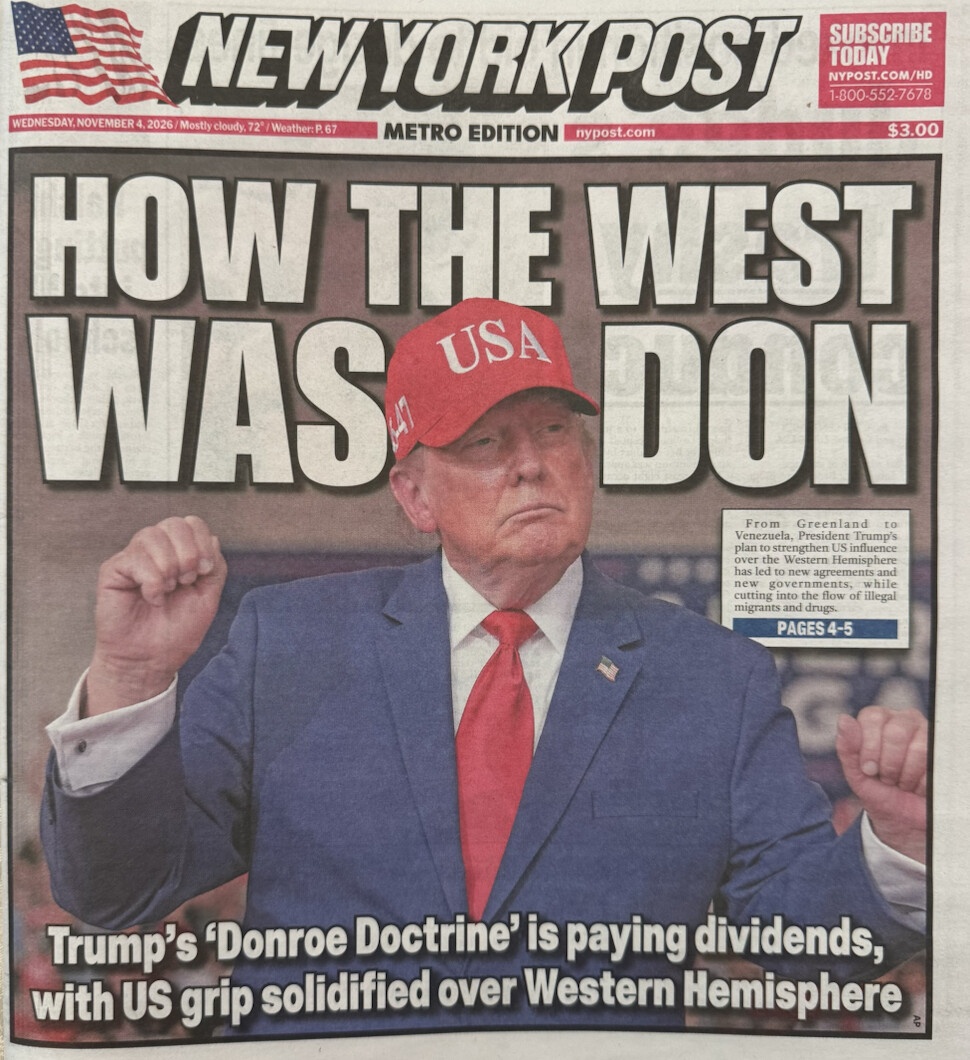 NEW YORK POST
SUBSCRIBE
TODAY
NYPOST.COM/HD
1-800-552-7678
WEDNESDAY, NOVEMBER 4, 2026 / Mostly cloudy, 72° / Weather: P. 67
METRO EDITION
nypost.com
$3.00
HOW THE WEST
WAS DON
USA
-47
From Greenland to
Venezuela, President Trump's
plan to strengthen US influence
over the Western Hemisphere
has led to new agreements and
new governments, while
cutting into the flow of illegal
migrants and drugs.
PAGES 4-5
Trump's ‘Donroe Doctrine’ is paying dividends,
with US grip solidified over Western Hemisphere
AP